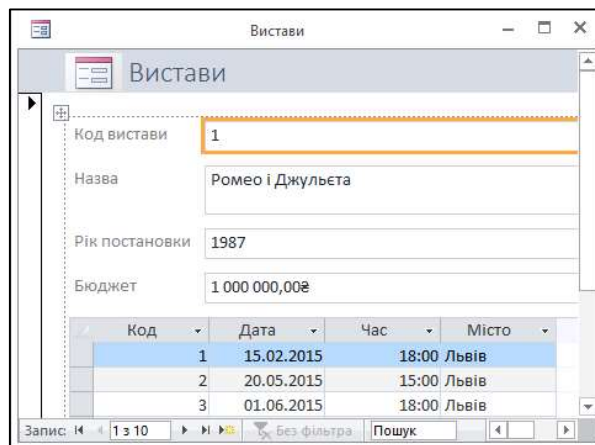 Вистави
Вистави
Код вистави 1
Назва Ромео і Джульєта
Рік постановки 1987
Бюджет 1 000 000,00₴
Код Дата Час Місто
1 15.02.2015 18:00 Львів
2 20.05.2015 15:00 Львів
3 01.06.2015 18:00 Львів
Запис: 1 з 10 Без фільтра Пошук